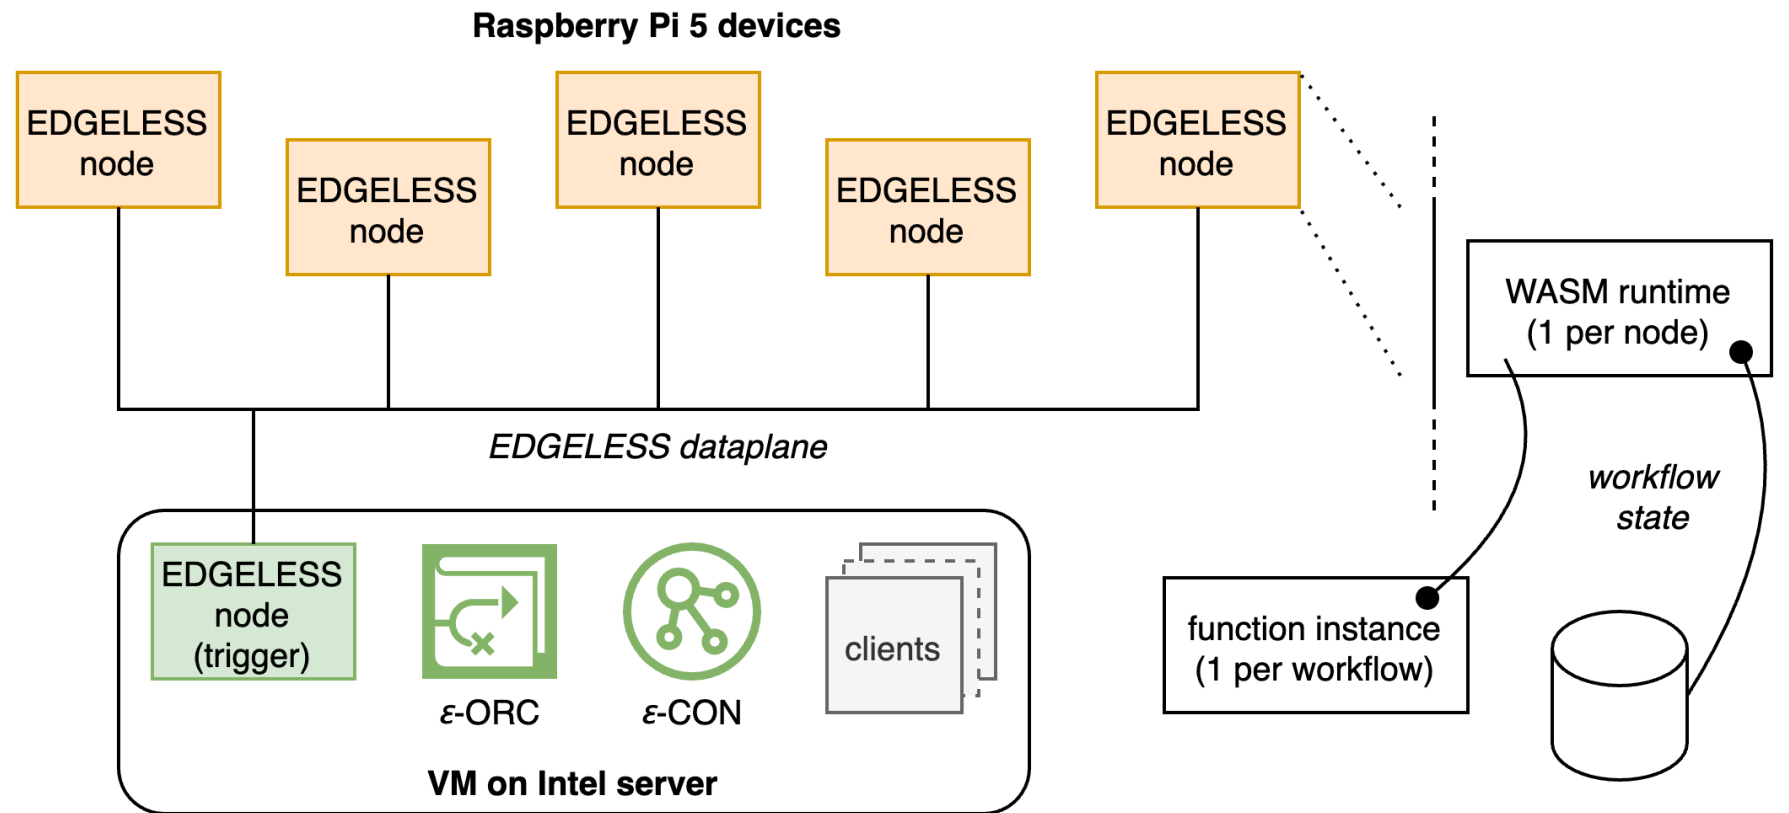 Raspberry Pi 5 devices
EDGELESS
node
EDGELESS
node
EDGELESS
node
EDGELESS
node
EDGELESS
node
WASM runtime
(1 per node)
EDGELESS dataplane
workflow
state
EDGELESS
node
(trigger)
ε-ORC
ε-CON
clients
function instance
(1 per workflow)
VM on Intel server